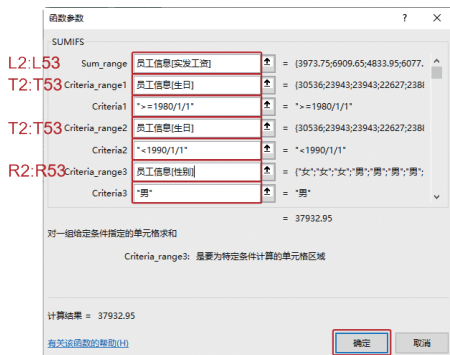 函数参数 ? ×
SUMIFS
L2:L53 Sum_range 员工信息[实发工资] = {3973.75;6909.65;4833.95;6077.
T2:T53 Criteria_range1 员工信息[生日] = {30536;23943;23943;22627;2388
Criteria1 ">=1980/1/1" = ">=1980/1/1"
T2:T53 Criteria_range2 员工信息[生日] = {30536;23943;23943;22627;2388
Criteria2 "<1990/1/1" = "<1990/1/1"
R2:R53 Criteria_range3 员工信息[性别] = {"女";"女";"女";"男";"男";"男";"男";
Criteria3 "男" = "男"
= 37932.95
对一组给定条件指定的单元格求和
Criteria_range3: 是要为特定条件计算的单元格区域
计算结果 = 37932.95
有关该函数的帮助(H) 确定 取消